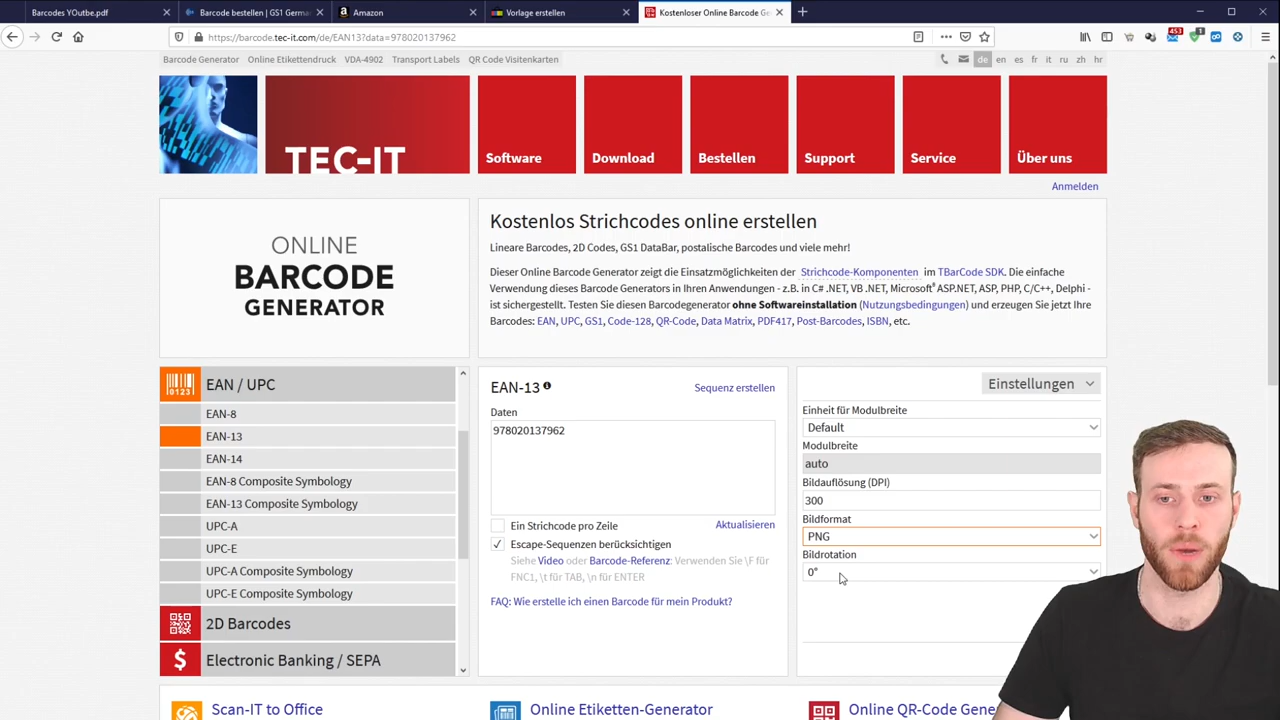 Barcodes YOutbe.pdf
Barcode bestellen | GS1 Germa
Amazon
Vorlage erstellen
Kostenloser Online Barcode Ge
https://barcode.tec-it.com/de/EAN13?data=978020137962
453
1
Barcode Generator Online Etikettendruck VDA-4902 Transport Labels QR Code Visitenkarten
de en es fr it ru zh hr
TEC-IT
Software
Download
Bestellen
Support
Service
Über uns
Anmelden
ONLINE
BARCODE
GENERATOR
Kostenlos Strichcodes online erstellen
Lineare Barcodes, 2D Codes, GS1 DataBar, postalische Barcodes und viele mehr!
Dieser Online Barcode Generator zeigt die Einsatzmöglichkeiten der Strichcode-Komponenten im TBarCode SDK. Die einfache
Verwendung dieses Barcode Generators in Ihren Anwendungen - z.B. in C# .NET, VB .NET, Microsoft® ASP.NET, ASP, PHP, C/C++, Delphi -
ist sichergestellt. Testen Sie diesen Barcodegenerator ohne Softwareinstallation (Nutzungsbedingungen) und erzeugen Sie jetzt Ihre
Barcodes: EAN, UPC, GS1, Code-128, QR-Code, Data Matrix, PDF417, Post-Barcodes, ISBN, etc.
0123
EAN / UPC
EAN-8
EAN-13
EAN-14
EAN-8 Composite Symbology
EAN-13 Composite Symbology
UPC-A
UPC-E
UPC-A Composite Symbology
UPC-E Composite Symbology
2D Barcodes
$ Electronic Banking / SEPA
EAN-13
Sequenz erstellen
Daten
978020137962
Ein Strichcode pro Zeile
Aktualisieren
Escape-Sequenzen berücksichtigen
Siehe Video oder Barcode-Referenz: Verwenden Sie \F für
FNC1, \t für TAB, \n für ENTER
FAQ: Wie erstelle ich einen Barcode für mein Produkt?
Einstellungen
Einheit für Modulbreite
Default
Modulbreite
auto
Bildauflösung (DPI)
300
Bildformat
PNG
Bildrotation
0°
Scan-IT to Office
Online Etiketten-Generator
Online QR-Code Gene